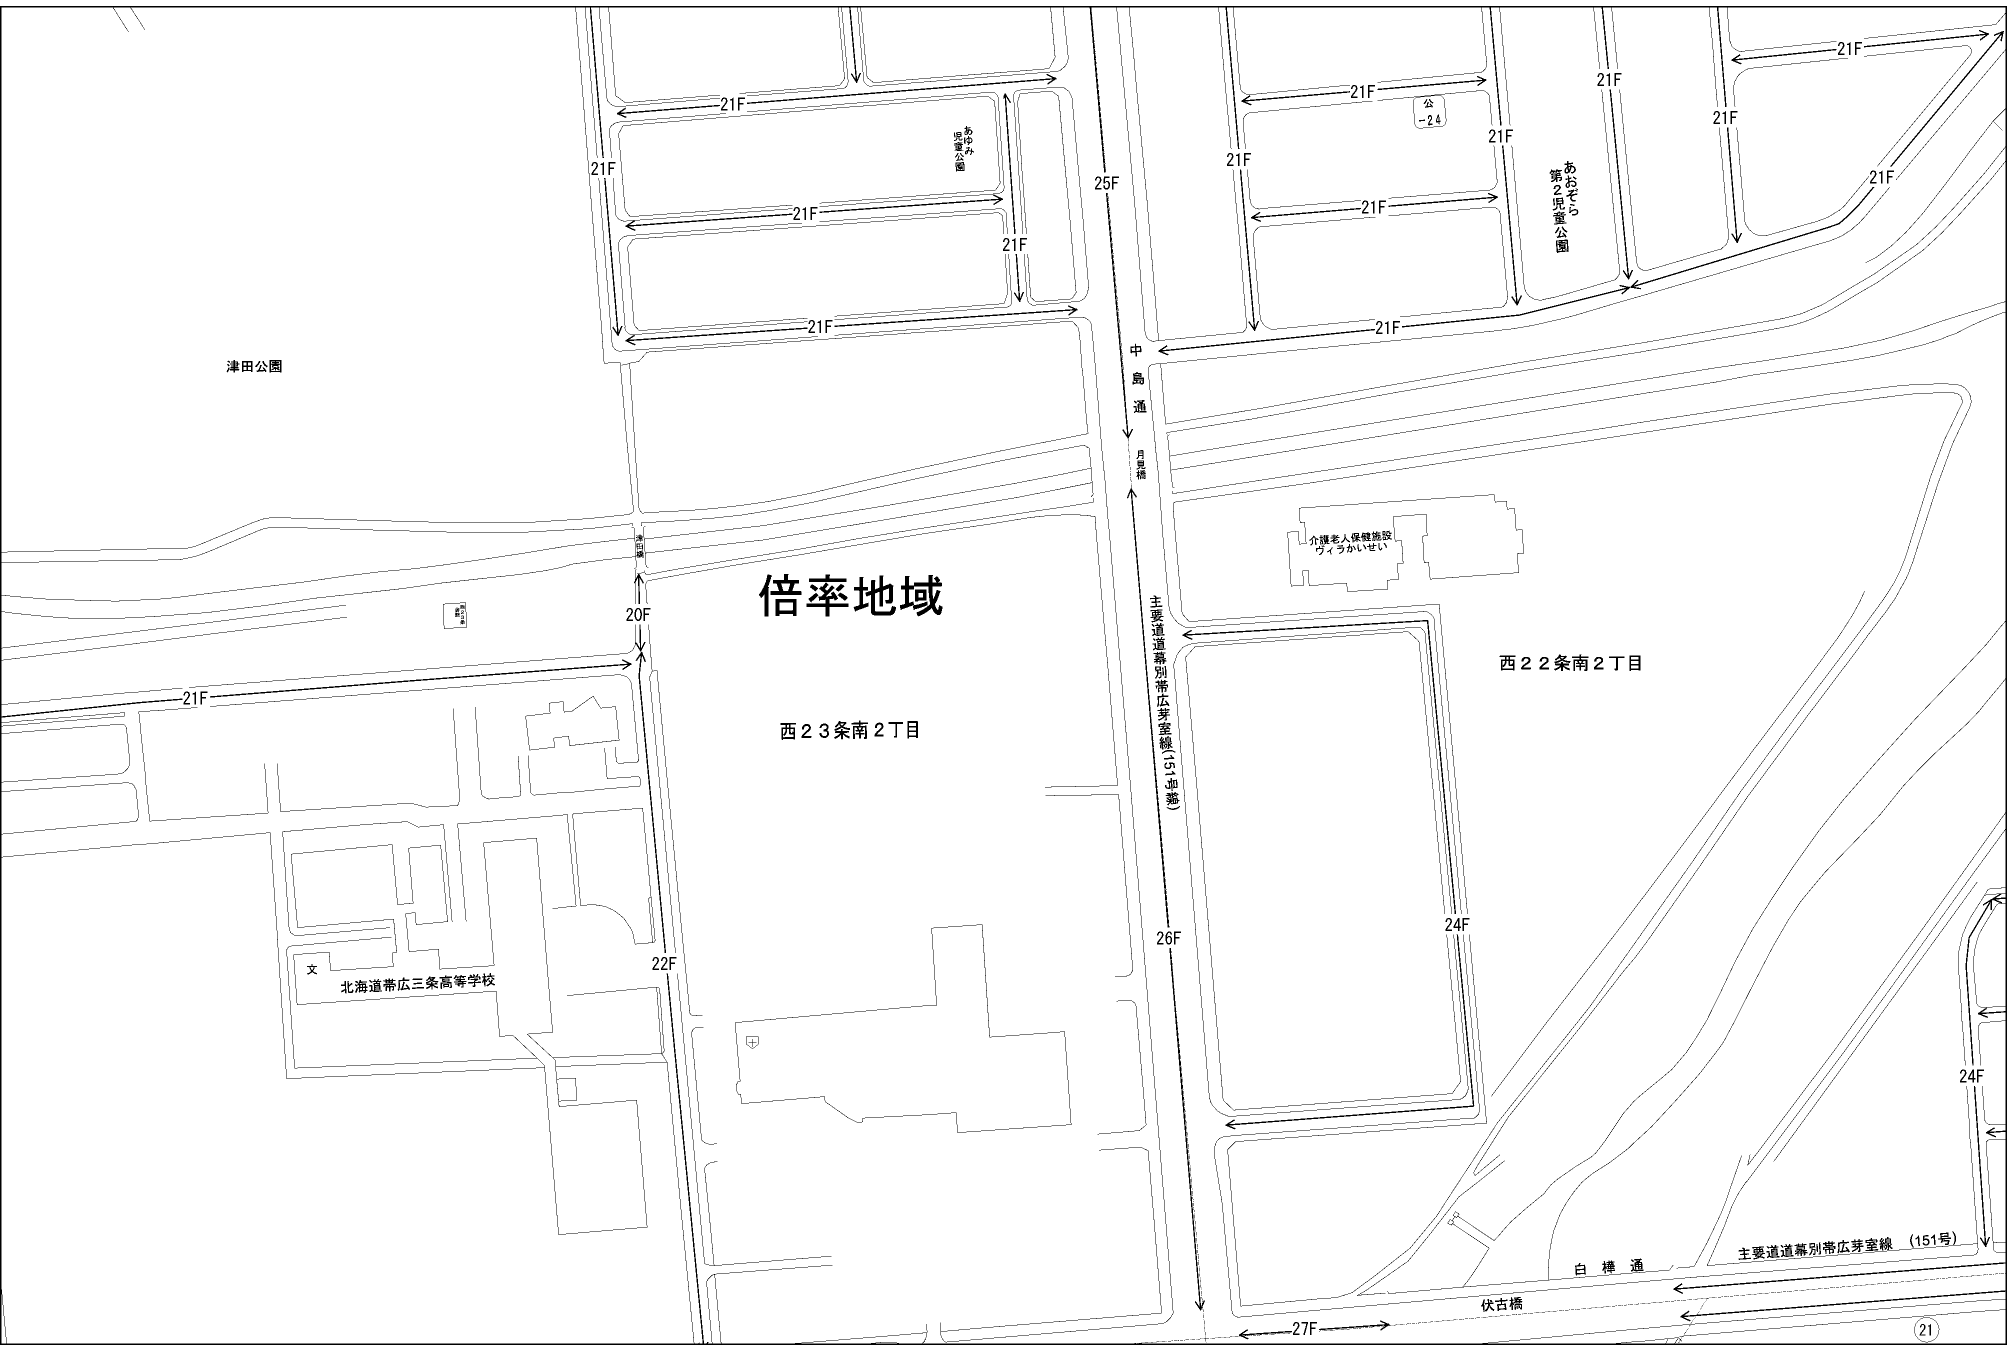 21F
21F
21F
21F
公
-24
21F
21F
あゆみ
児童公園
21F
21F
25F
21F
あおぞら
第2児童公園
21F
21F
21F
21F
21F
21F
21F
津田公園
中島通
月見橋
津田橋
介護老人保健施設
ヴィラかいせい
倍率地域
20F
主要道道幕別帯広芽室線(151号線)
西22条南2丁目
21F
西23条南2丁目
24F
26F
22F
文
北海道帯広三条高等学校
24F
主要道道幕別帯広芽室線 (151号)
白樺通
伏古橋
27F
21